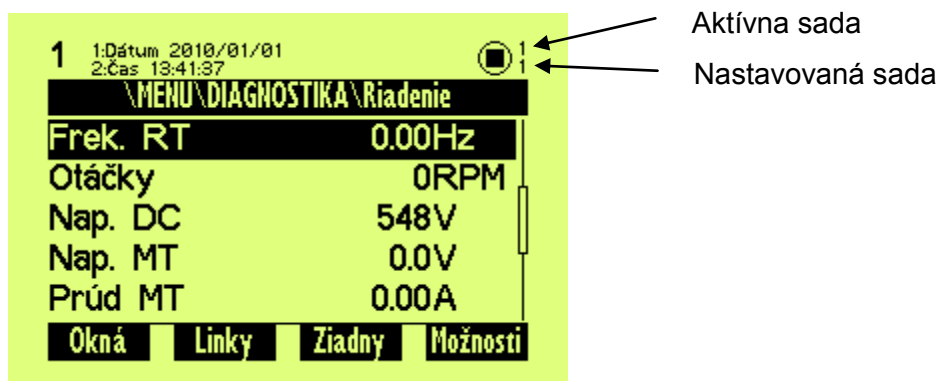 Aktívna sada
Nastavovaná sada
1 1:Dátum 2010/01/01 1
2:Čas 13:41:37 1
\MENU\DIAGNOSTIKA\Riadenie
Frek. RT 0.00Hz
Otáčky 0RPM
Nap. DC 548V
Nap. MT 0.0V
Prúd MT 0.00A
Okná Linky Ziadny Možnosti